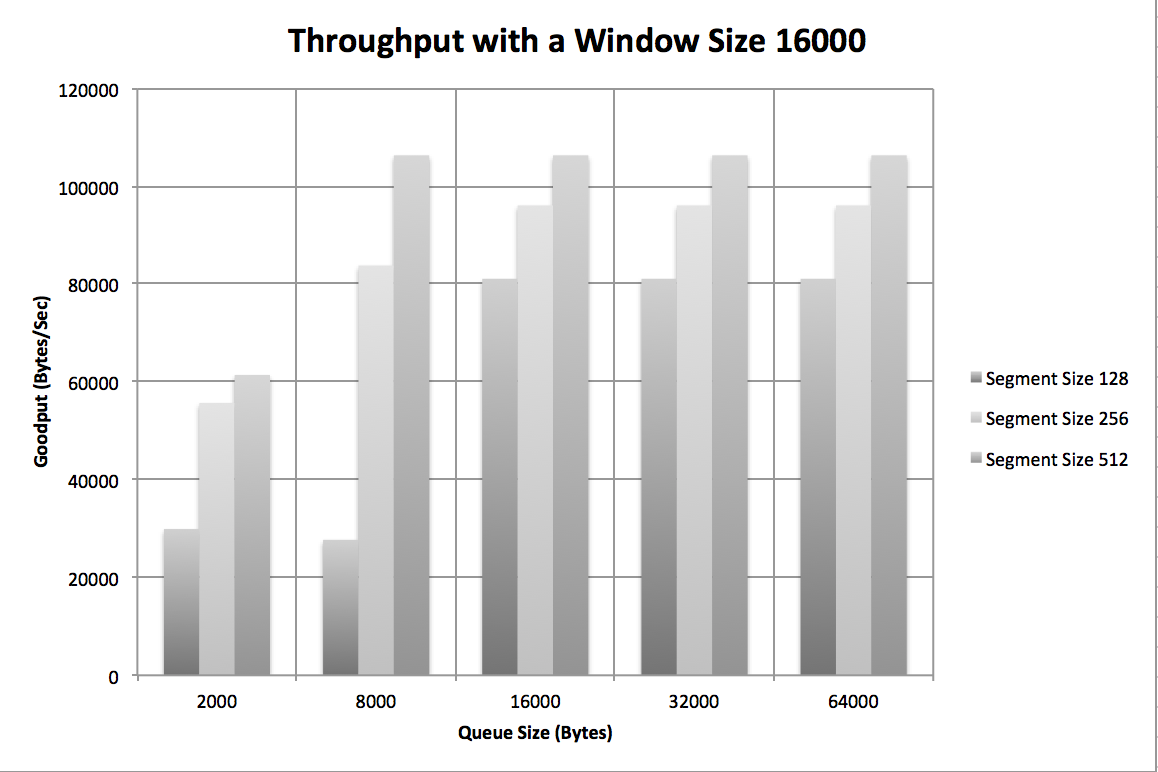 Throughput with a Window Size 16000
120000
100000
80000
60000
40000
20000
0
Goodput (Bytes/Sec)
2000 8000 16000 32000 64000
Queue Size (Bytes)
Segment Size 128
Segment Size 256
Segment Size 512